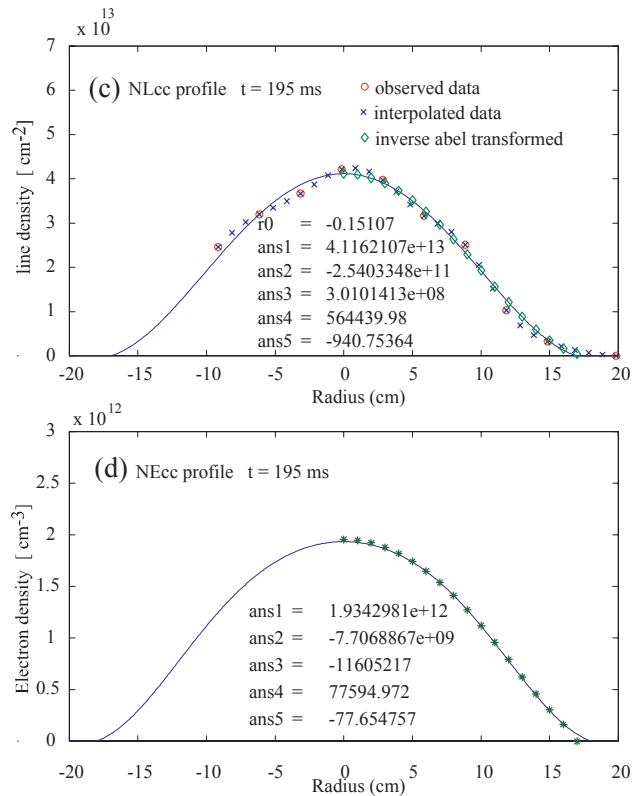 x 10^13
7
(c) NLcc profile t = 195 ms
observed data
interpolated data
inverse abel transformed
6
5
4
3
2
1
0
line density [ cm-2]
r0 = -0.15107
ans1 = 4.1162107e+13
ans2 = -2.5403348e+11
ans3 = 3.0101413e+08
ans4 = 564439.98
ans5 = -940.75364
-20 -15 -10 -5 0 5 10 15 20
Radius (cm)
x 10^12
3
(d) NEcc profile t = 195 ms
2.5
2
1.5
1
0.5
0
Electron density [ cm-3]
ans1 = 1.9342981e+12
ans2 = -7.7068867e+09
ans3 = -11605217
ans4 = 77594.972
ans5 = -77.654757
-20 -15 -10 -5 0 5 10 15 20
Radius (cm)